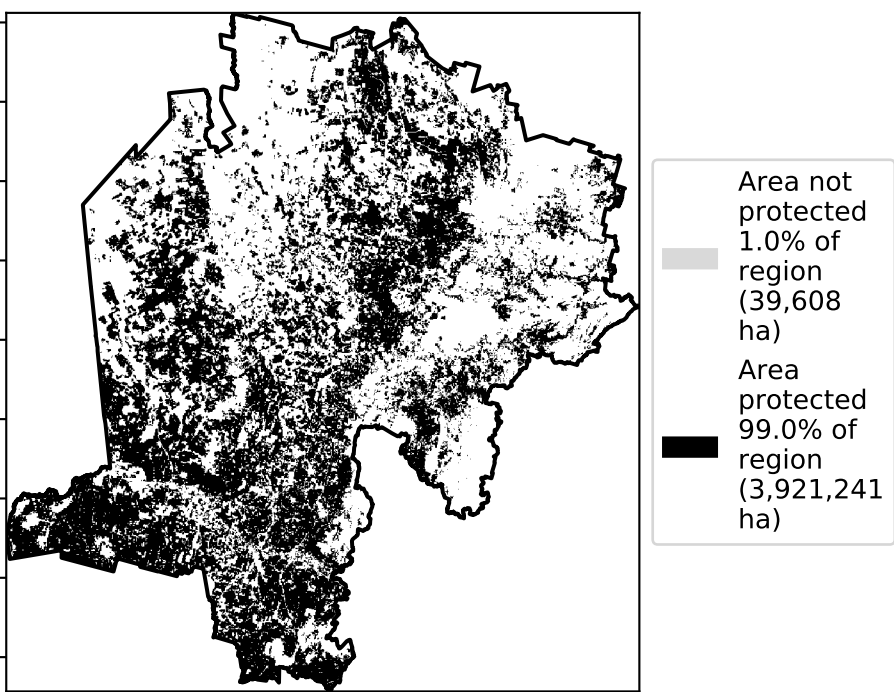 Area not
protected
1.0% of
region
(39,608
ha)
Area
protected
99.0% of
region
(3,921,241
ha)